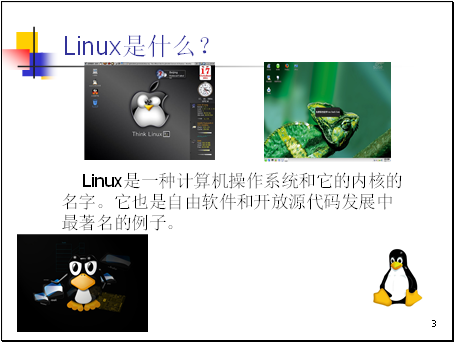 Linux是什么？
Think Linux
Linux是一种计算机操作系统和它的内核的
名字。它也是自由软件和开放源代码发展中
最著名的例子。
3